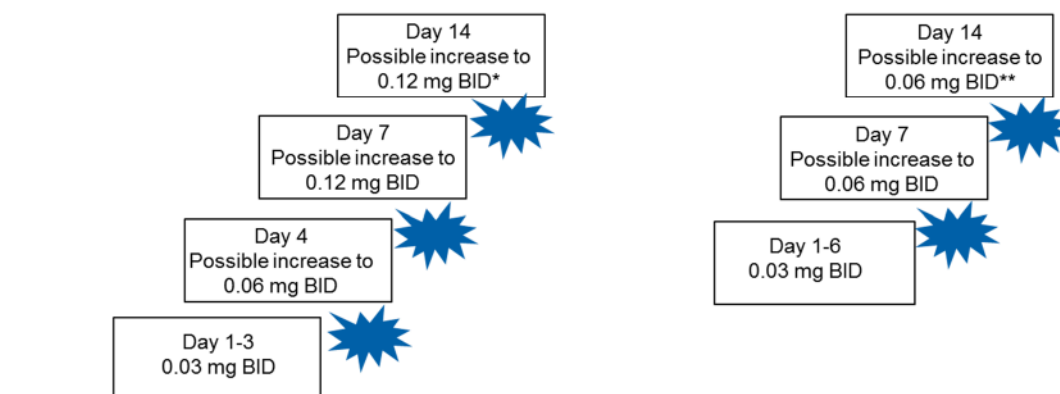 Day 14
Possible increase to
0.12 mg BID*
Day 7
Possible increase to
0.12 mg BID
Day 4
Possible increase to
0.06 mg BID
Day 1-3
0.03 mg BID
Day 14
Possible increase to
0.06 mg BID**
Day 7
Possible increase to
0.06 mg BID
Day 1-6
0.03 mg BID